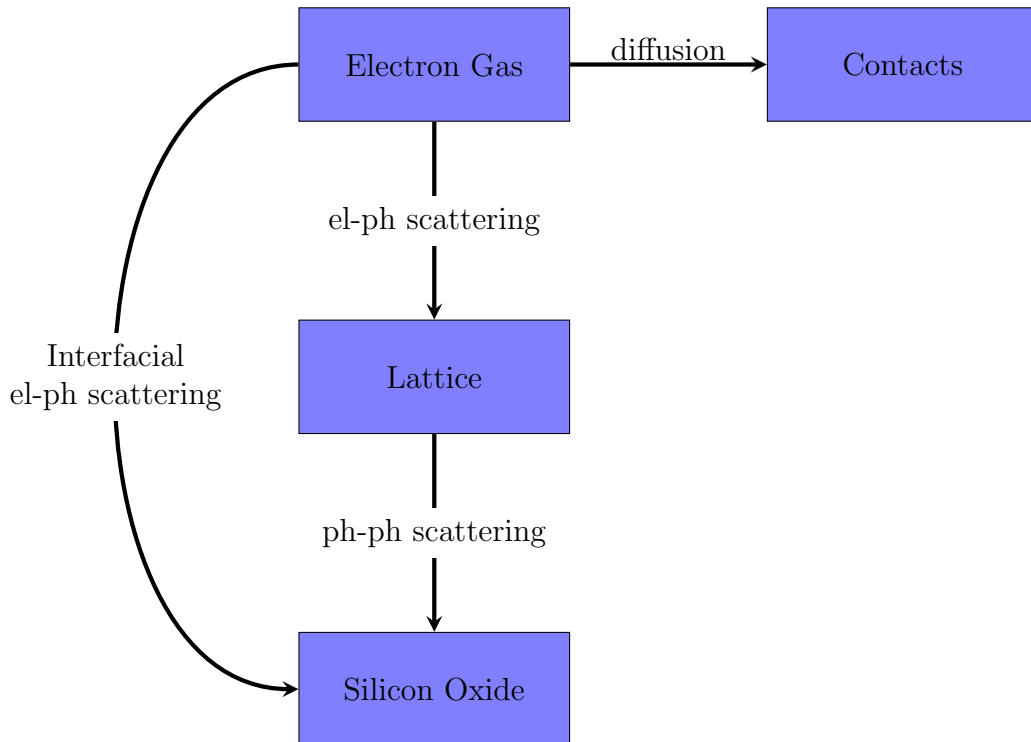 Electron Gas
diffusion
Contacts
el-ph scattering
Interfacial
el-ph scattering
Lattice
ph-ph scattering
Silicon Oxide